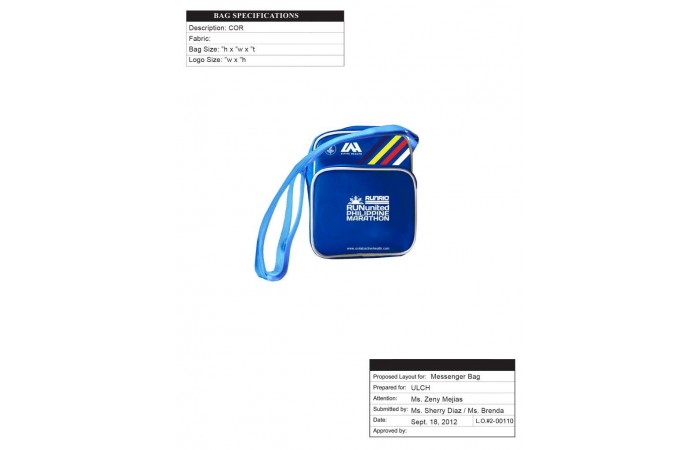 BAG SPECIFICATIONS
Description: COR
Fabric:
Bag Size: "h x "w x "t
Logo Size: "w x "h
RUNRIO
RUNunited
PHILIPPINE
MARATHON
Proposed Layout for: Messenger Bag
Prepared for: ULCH
Attention: Ms. Zeny Mejias
Submitted by: Ms. Sherry Diaz / Ms. Brenda
Date: Sept. 18, 2012 L.O.#2-00110
Approved by: